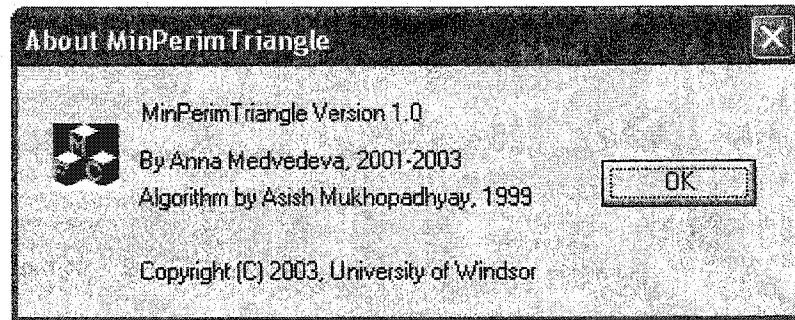 About MinPerimTriangle
MinPerimTriangle Version 1.0
By Anna Medvedeva, 2001-2003
Algorithm by Asish Mukhopadhyay, 1999
OK
Copyright (C) 2003, University of Windsor